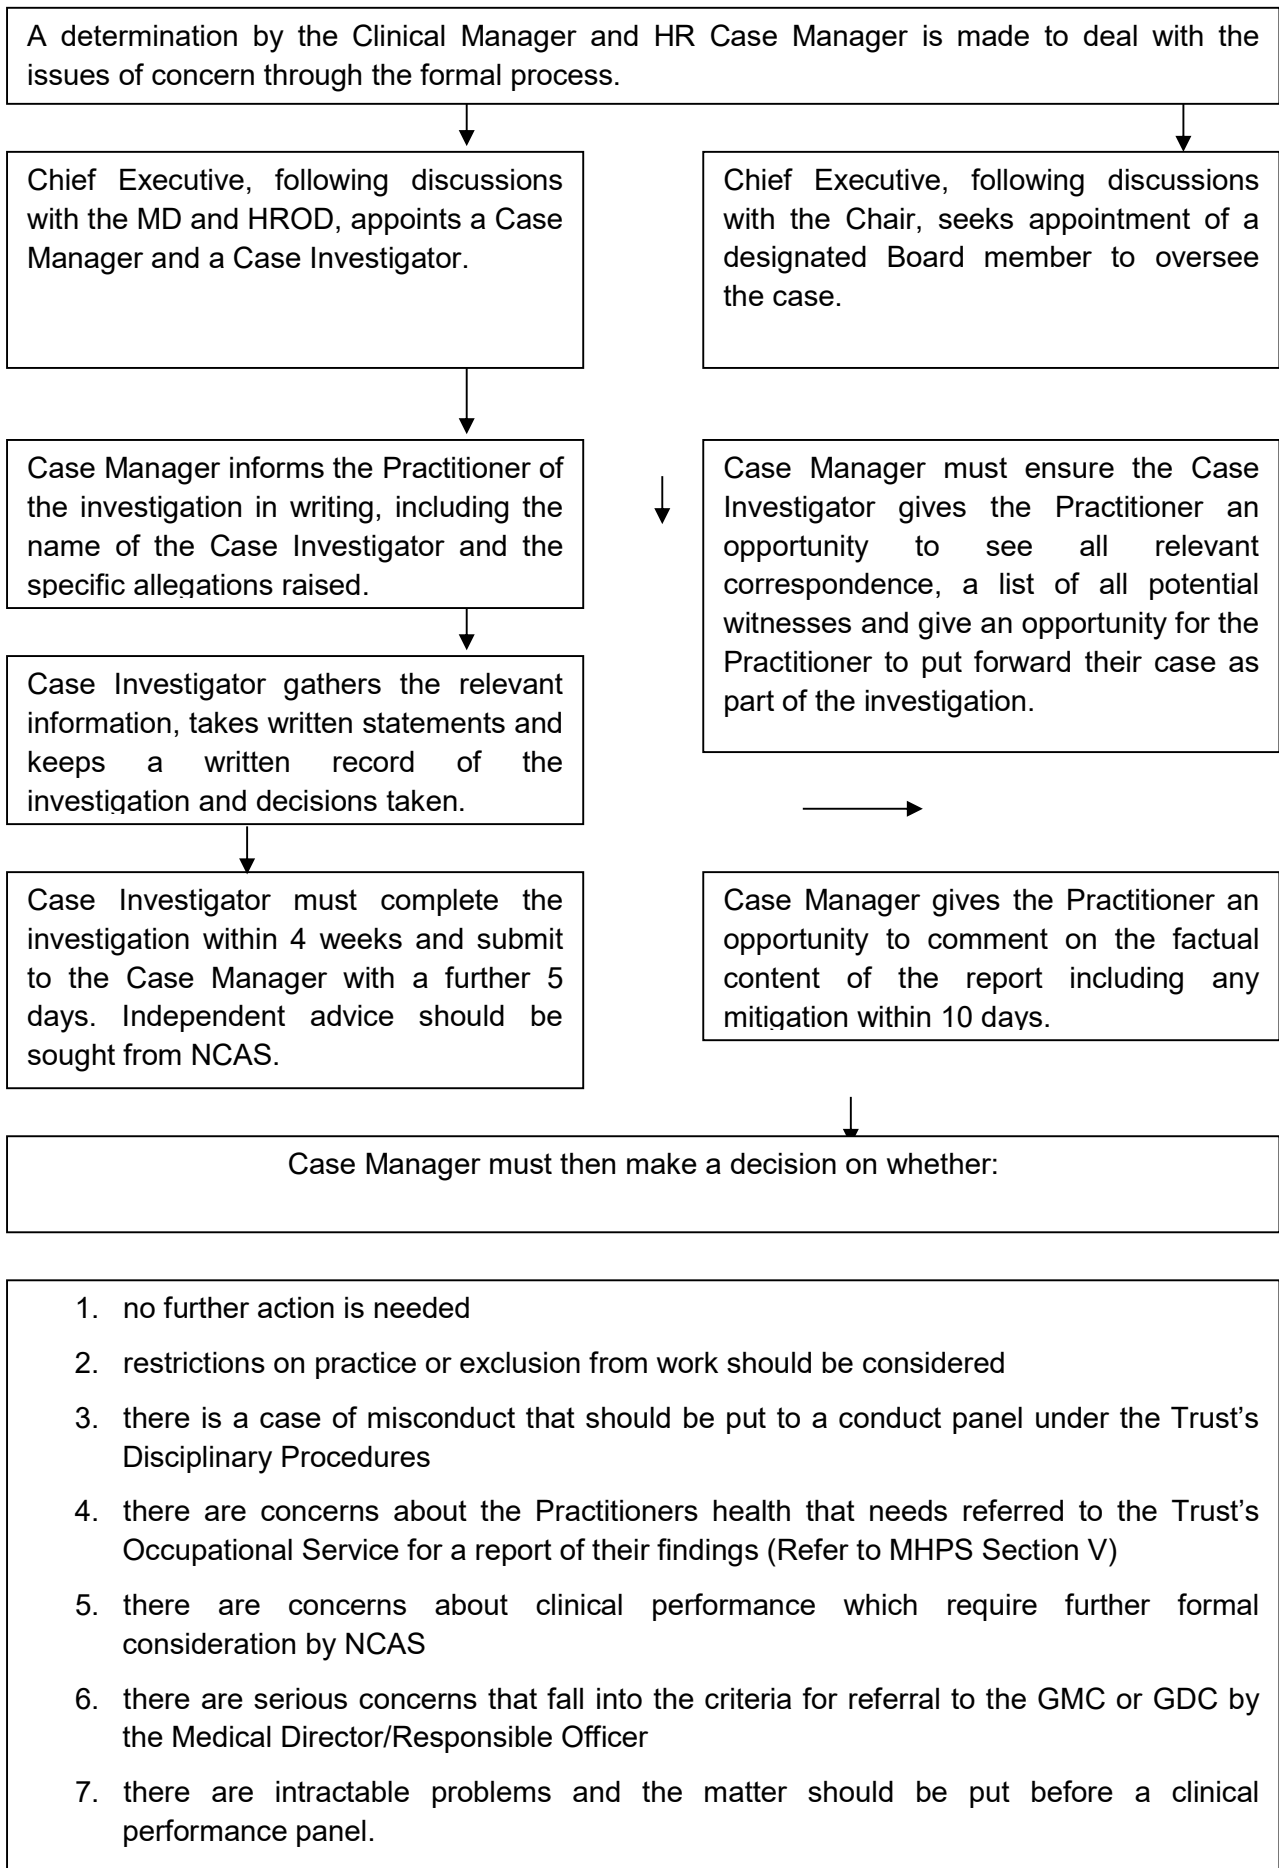 A determination by the Clinical Manager and HR Case Manager is made to deal with the
issues of concern through the formal process.
Chief Executive, following discussions
with the MD and HROD, appoints a Case
Manager and a Case Investigator.
Chief Executive, following discussions
with the Chair, seeks appointment of a
designated Board member to oversee
the case.
Case Manager informs the Practitioner of
the investigation in writing, including the
name of the Case Investigator and the
specific allegations raised.
Case Manager must ensure the Case
Investigator gives the Practitioner an
opportunity to see all relevant
correspondence, a list of all potential
witnesses and give an opportunity for the
Practitioner to put forward their case as
part of the investigation.
Case Investigator gathers the relevant
information, takes written statements and
keeps a written record of the
investigation and decisions taken.
Case Investigator must complete the
investigation within 4 weeks and submit
to the Case Manager with a further 5
days. Independent advice should be
sought from NCAS.
Case Manager gives the Practitioner an
opportunity to comment on the factual
content of the report including any
mitigation within 10 days.
Case Manager must then make a decision on whether:
1. no further action is needed
2. restrictions on practice or exclusion from work should be considered
3. there is a case of misconduct that should be put to a conduct panel under the Trust's
Disciplinary Procedures
4. there are concerns about the Practitioners health that needs referred to the Trust's
Occupational Service for a report of their findings (Refer to MHPS Section V)
5. there are concerns about clinical performance which require further formal
consideration by NCAS
6. there are serious concerns that fall into the criteria for referral to the GMC or GDC by
the Medical Director/Responsible Officer
7. there are intractable problems and the matter should be put before a clinical
performance panel.